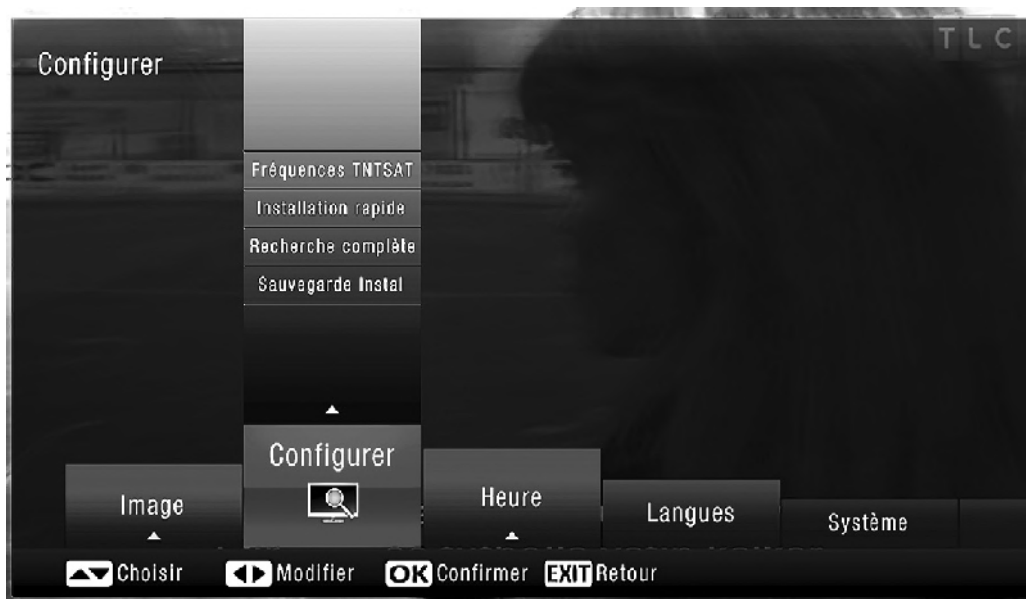 TLC
Configurer
Fréquences TNTSAT
Installation rapide
Recherche complète
Sauvegarde Instal
Configurer
Image
Heure
Langues
Système
Choisir
Modifier
OK Confirmer
EXIT Retour